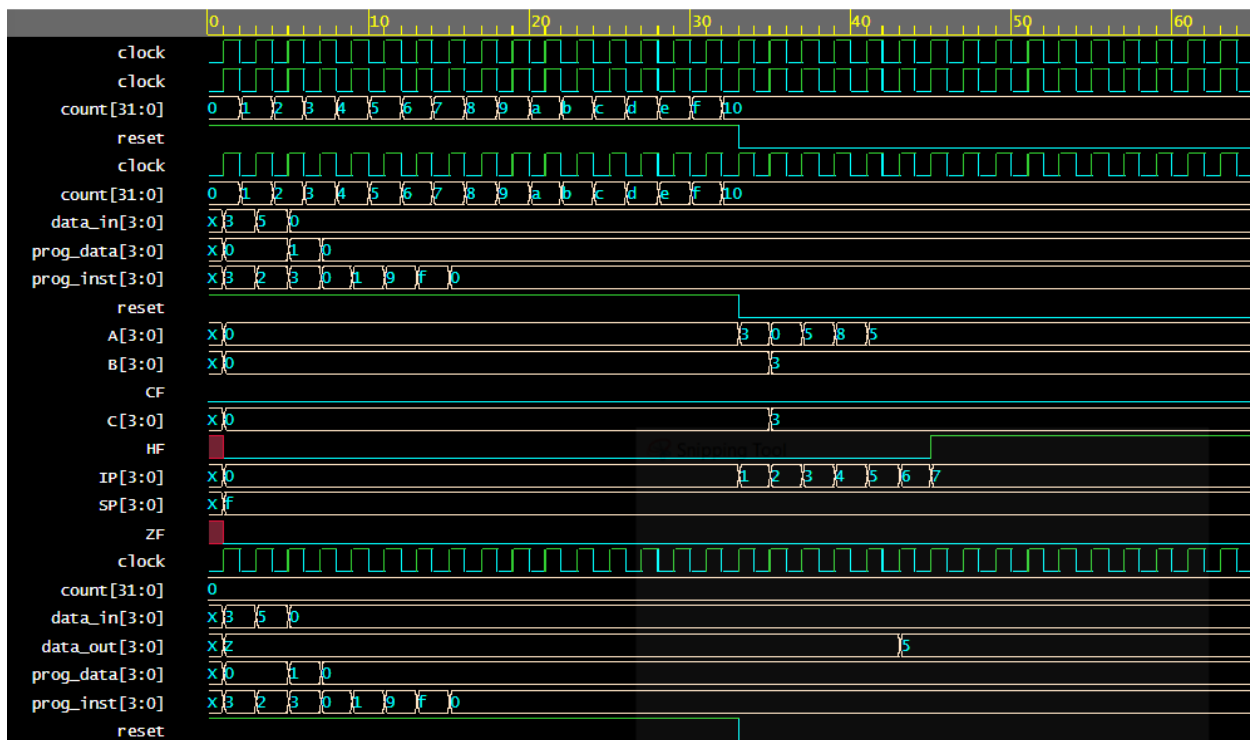 0 10 20 30 40 50 60
clock
clock
count[31:0] 0 1 2 3 4 5 6 7 8 9 a b c d e f 10
reset
clock
count[31:0] 0 1 2 3 4 5 6 7 8 9 a b c d e f 10
data_in[3:0] x 3 5 0
prog_data[3:0] x 0 1 0
prog_inst[3:0] x 3 2 3 0 1 9 f 0
reset
A[3:0] x 0 3 0 5 8 5
B[3:0] x 0 3
CF
C[3:0] x 0 3
HF Snipping Tool
IP[3:0] x 0 1 2 3 4 5 6 7
SP[3:0] x f
ZF
clock
count[31:0] 0
data_in[3:0] x 3 5 0
data_out[3:0] x z 5
prog_data[3:0] x 0 1 0
prog_inst[3:0] x 3 2 3 0 1 9 f 0
reset